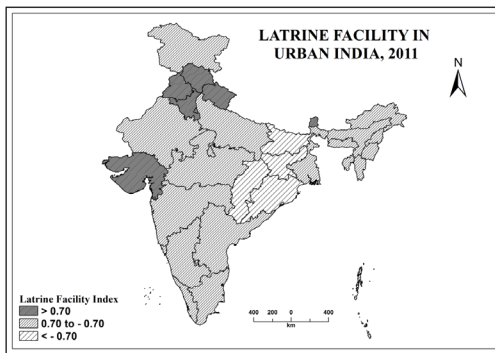 LATRINE FACILITY IN
URBAN INDIA, 2011
N
Latrine Facility Index
> 0.70
0.70 to - 0.70
< - 0.70
400 200 0 400
km